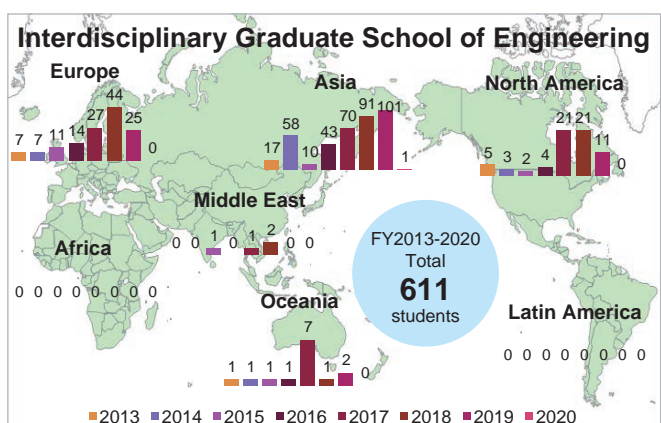 Interdisciplinary Graduate School of Engineering
Europe
7 7 11 14 27 44 25 0
Asia
17 58 10 43 70 91 101 1
North America
5 3 2 4 21 21 11 0
Middle East
0 0 1 0 1 2 0 0
Africa
0 0 0 0 0 0 0 0
FY2013-2020
Total
611
students
Oceania
1 1 1 1 7 1 2 0
Latin America
0 0 0 0 0 0 0 0
2013 2014 2015 2016 2017 2018 2019 2020